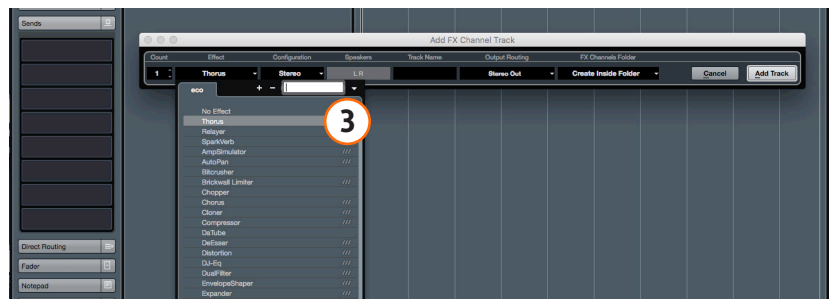 Sends
Add FX Channel Track
Count Effect Configuration Speakers Track Name Output Routing FX Channels Folder
1 Thorus Stereo L R Stereo Out Create Inside Folder Cancel Add Track
eco + −
No Effect
Thorus
3
Relayer
SparkVerb
AmpSimulator
AutoPan
Bitcrusher
Brickwall Limiter
Chopper
Chorus
Cloner
Compressor
DaTube
DeEsser
Distortion
DJ-Eq
DualFilter
EnvelopeShaper
Expander
Direct Routing
Fader
Notepad